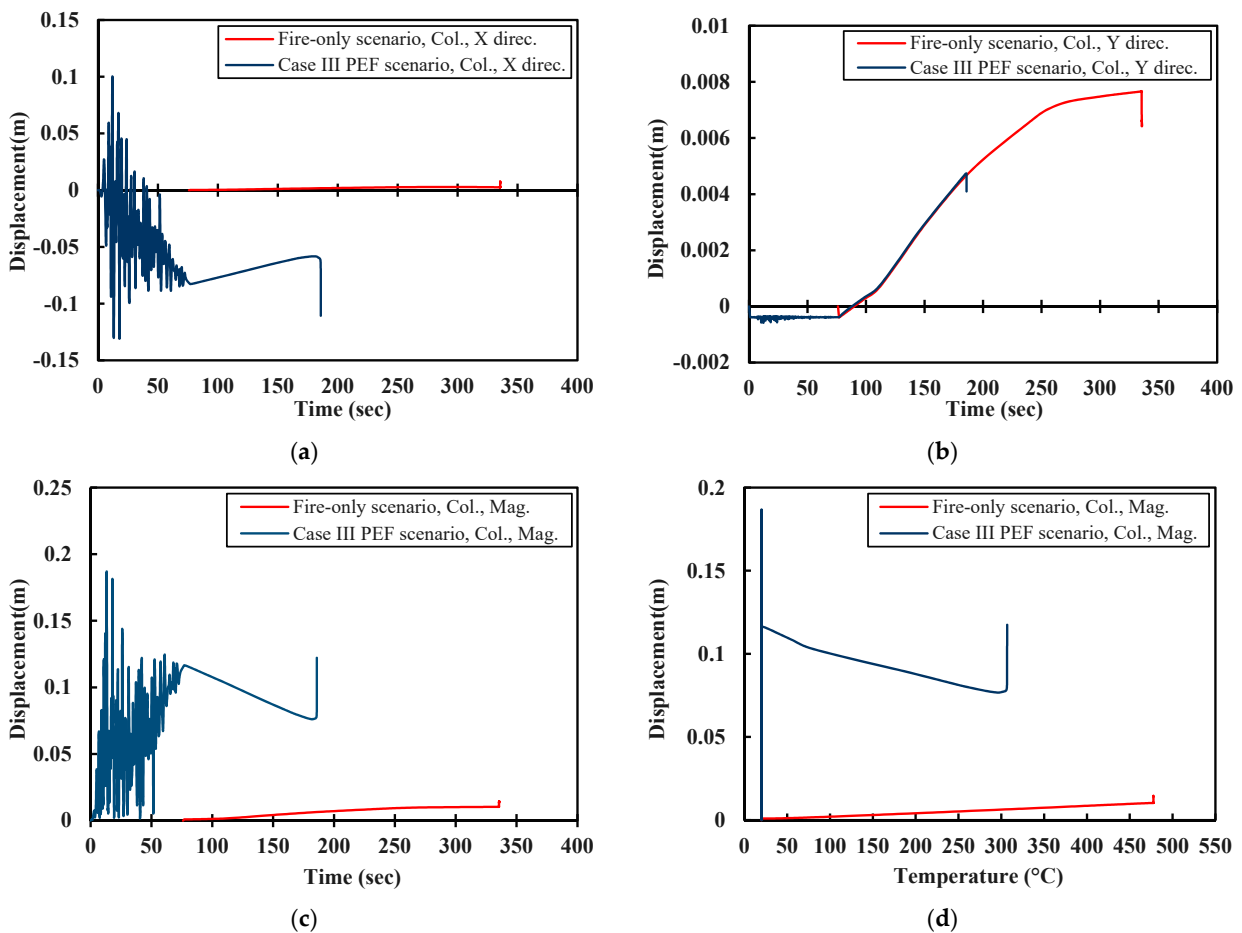 0.15
0.1
0.05
0
-0.05
-0.1
-0.15
Displacement(m)
Fire-only scenario, Col., X direc.
Case III PEF scenario, Col., X direc.
0 50 100 150 200 250 300 350 400
Time (sec)
(a)
0.01
0.008
0.006
0.004
0.002
0
-0.002
Displacement(m)
Fire-only scenario, Col., Y direc.
Case III PEF scenario, Col., Y direc.
0 50 100 150 200 250 300 350 400
Time (sec)
(b)
0.25
0.2
0.15
0.1
0.05
0
Displacement(m)
Fire-only scenario, Col., Mag.
Case III PEF scenario, Col., Mag.
0 50 100 150 200 250 300 350 400
Time (sec)
(c)
0.2
0.15
0.1
0.05
0
Displacement(m)
Fire-only scenario, Col., Mag.
Case III PEF scenario, Col., Mag.
0 50 100 150 200 250 300 350 400 450 500 550
Temperature (°C)
(d)